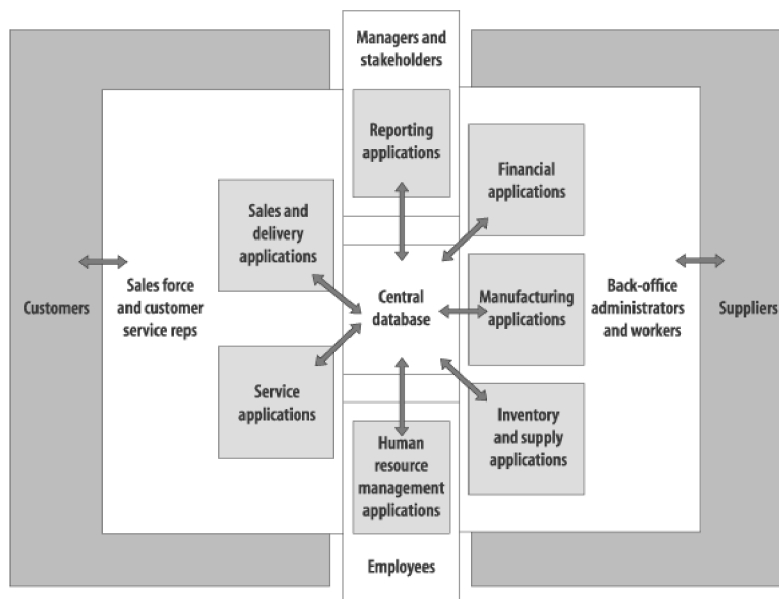 Managers and
stakeholders
Reporting
applications
Financial
applications
Sales and
delivery
applications
Customers
Sales force
and customer
service reps
Central
database
Manufacturing
applications
Back-office
administrators
and workers
Suppliers
Service
applications
Inventory
and supply
applications
Human
resource
management
applications
Employees